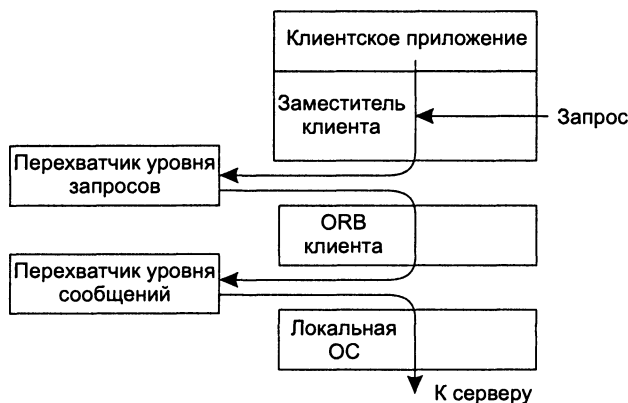 Клиентское приложение
Заместитель
клиента
Запрос
Перехватчик уровня
запросов
ORB
клиента
Перехватчик уровня
сообщений
Локальная
ОС
К серверу